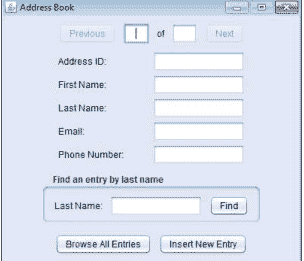 Address Book
Previous of Next
Address ID:
First Name:
Last Name:
Email:
Phone Number:
Find an entry by last name
Last Name: Find
Browse All Entries Insert New Entry